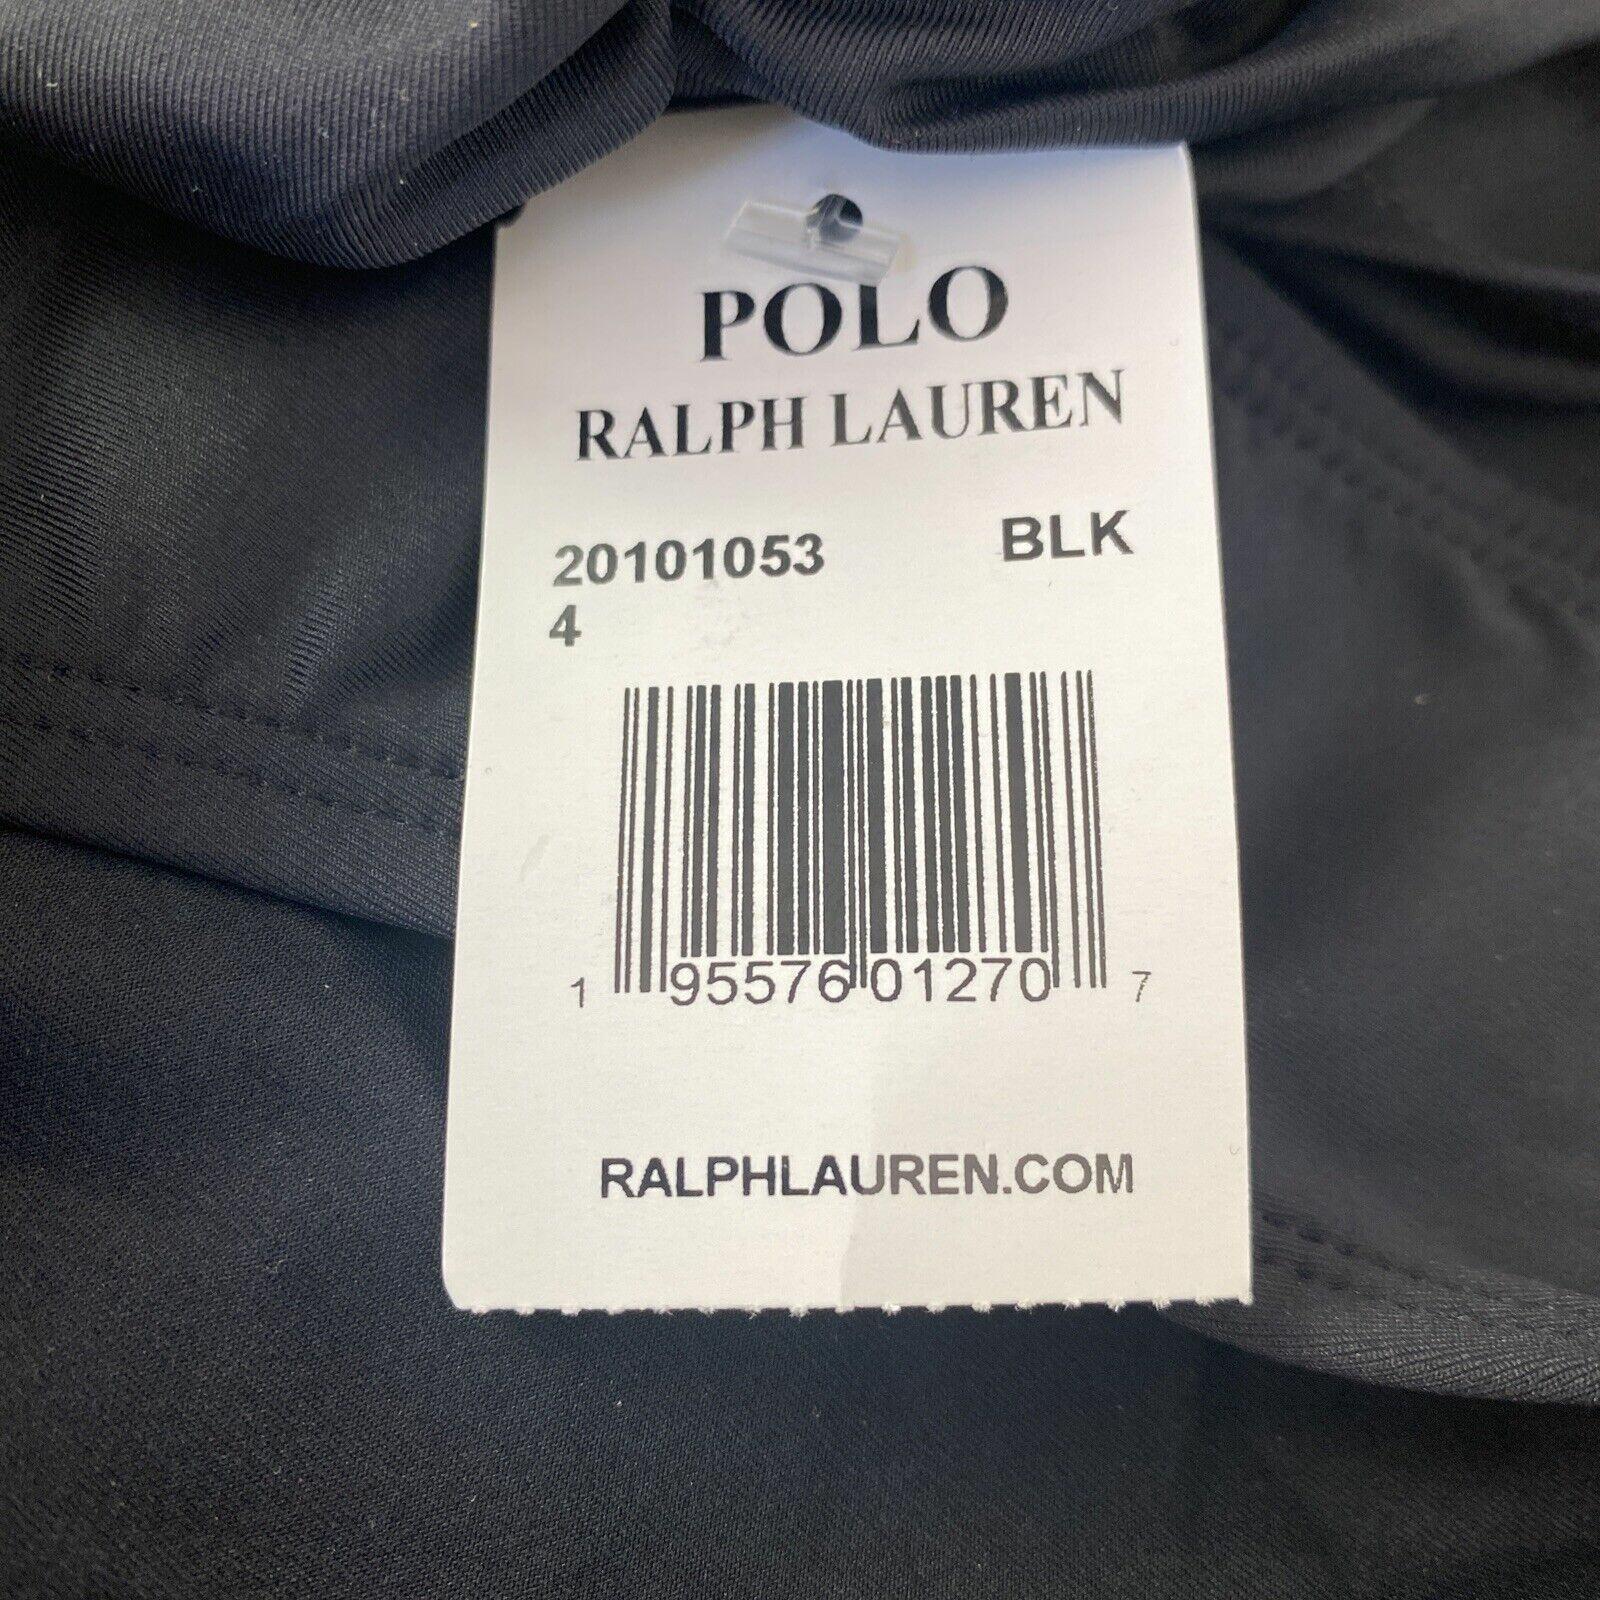 POLO
RALPH LAUREN
20101053 BLK
4
1 95576 01270 7
RALPHLAUREN.COM